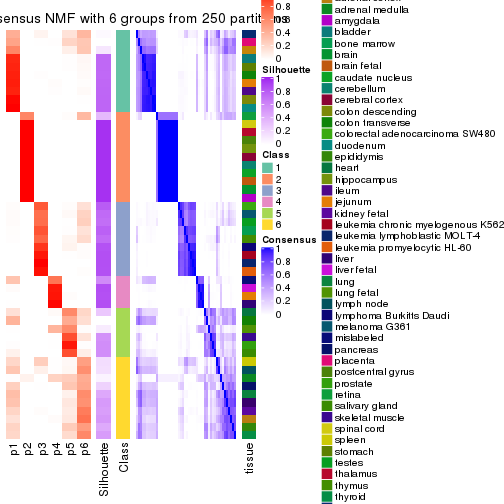 sensus NMF with 6 groups from 250 partit
0.8
0.6
0.4
0.2
0
Silhouette
1
0.8
0.6
0.4
0.2
0
Class
1
2
3
4
5
6
Consensus
1
0.8
0.6
0.4
0.2
0
p1
p2
p3
p4
p5
p6
Silhouette
Class
tissue
adrenal medulla
amygdala
bladder
bone marrow
brain
brain fetal
caudate nucleus
cerebellum
cerebral cortex
colon descending
colon transverse
colorectal adenocarcinoma SW480
duodenum
epididymis
heart
hippocampus
ileum
jejunum
kidney fetal
leukemia chronic myelogenous K562
leukemia lymphoblastic MOLT-4
leukemia promyelocytic HL-60
liver
liver fetal
lung
lung fetal
lymph node
lymphoma Burkitts Daudi
melanoma G361
mislabeled
pancreas
placenta
postcentral gyrus
prostate
retina
salivary gland
skeletal muscle
spinal cord
spleen
stomach
testes
thalamus
thymus
thyroid